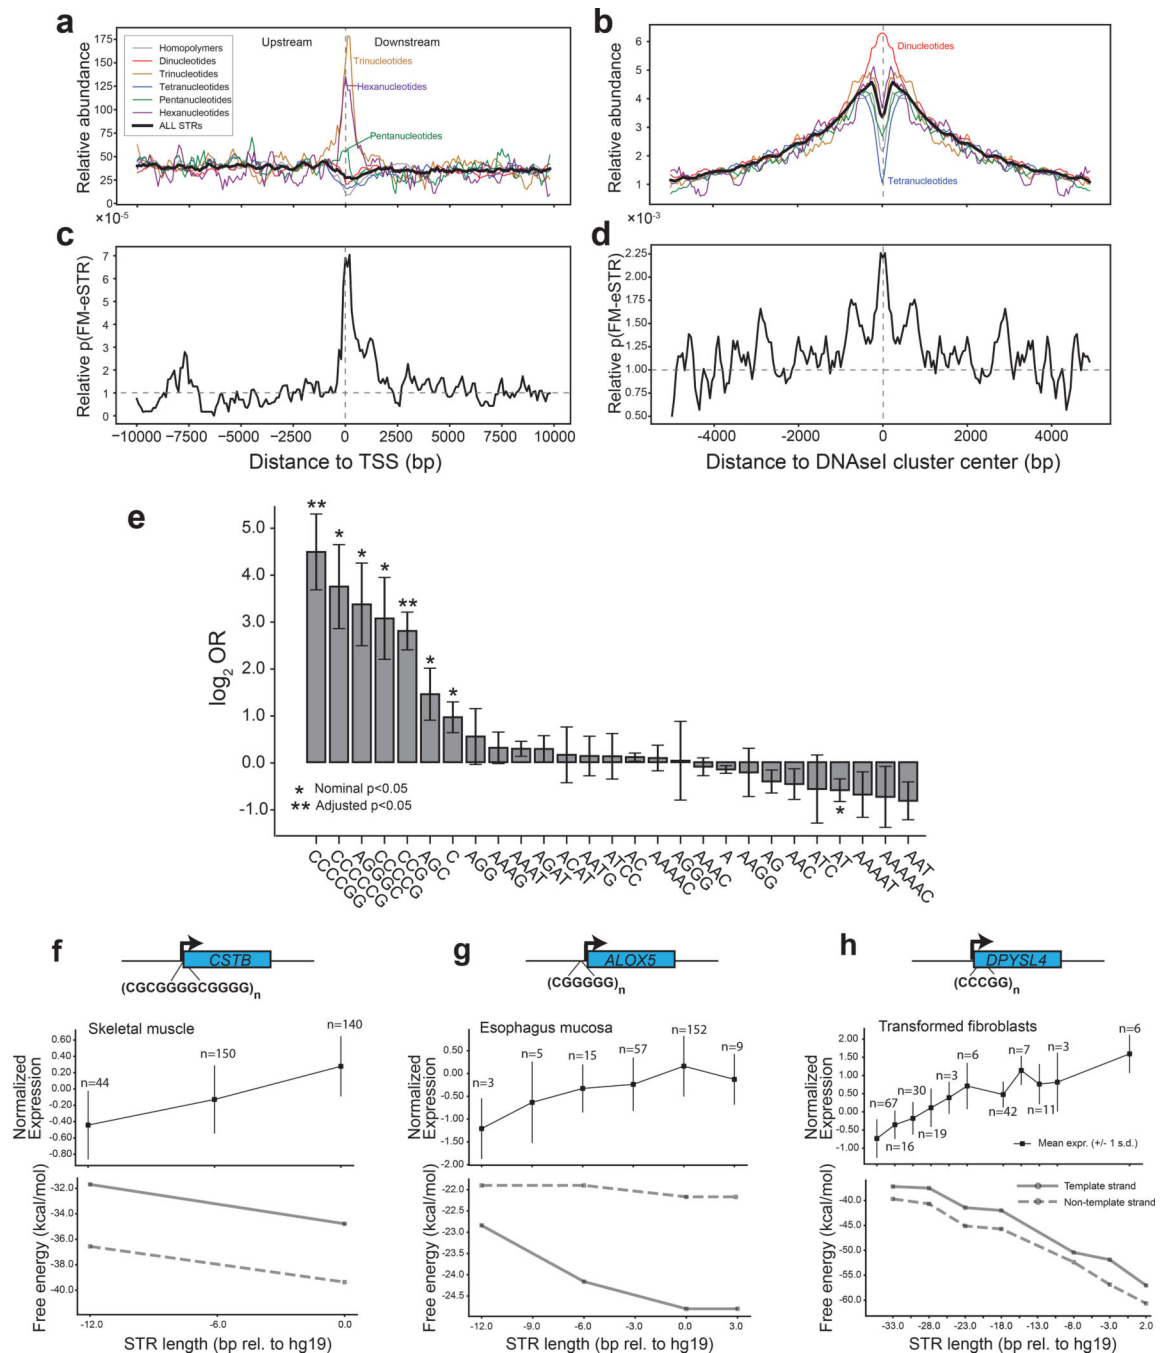 a
Upstream Downstream
Homopolymers
Dinucleotides
Trinucleotides
Tetranucleotides
Pentanucleotides
Hexanucleotides
ALL STRs
Trinucleotides
Hexanucleotides
Pentanucleotides
Relative abundance
175
150
125
100
75
50
25
0
×10⁻⁵
b
Dinucleotides
Tetranucleotides
Relative abundance
6
5
4
3
2
1
×10⁻³
c
Relative p(FM-eSTR)
7
6
5
4
3
2
1
0
−10000 −7500 −5000 −2500 0 2500 5000 7500 10000
Distance to TSS (bp)
d
Relative p(FM-eSTR)
2.25
2.00
1.75
1.50
1.25
1.00
0.75
0.50
-4000 -2000 0 2000 4000
Distance to DNAseI cluster center (bp)
e
log₂ OR
5.0
4.0
3.0
2.0
1.0
0.0
-1.0
** * * * ** * * *
* Nominal p<0.05
** Adjusted p<0.05
CCCCGG CCCCCG AGGGGC CCCCG CCG AGC C AGG AAAG AAAT AGAT ACAT AATG ATCC AC AAAAC AGGG AAAC A AAGG AG AAC ATC AT AAAAT AAAAAC AAT
f
CSTB
(CGCGGGGCGGGG)n
Skeletal muscle
Normalized
Expression
0.60
0.40
0.20
0.00
-0.20
-0.40
-0.60
-0.80
n=44
n=150
n=140
Free energy (kcal/mol)
-32.0
-34.0
-36.0
-38.0
-40.0
-12.0 -6.0 0.0
STR length (bp rel. to hg19)
g
ALOX5
(CGGGGG)n
Esophagus mucosa
Normalized
Expression
0.50
0.00
-0.50
-1.00
-1.50
-2.00
n=3
n=5
n=15
n=57
n=152
n=9
Free energy (kcal/mol)
-22.0
-22.5
-23.0
-23.5
-24.0
-24.5
-12.0 -9.0 -6.0 -3.0 0.0 3.0
STR length (bp rel. to hg19)
h
DPYSL4
(CCCGG)n
Transformed fibroblasts
Normalized
Expression
2.00
1.50
1.00
0.50
0.00
-0.50
-1.00
n=67
n=16
n=30
n=19
n=3
n=6
n=42
n=7
n=11
n=3
n=6
Mean expr. (+/- 1 s.d.)
Free energy (kcal/mol)
-40.0
-45.0
-50.0
-55.0
-60.0
Template strand
Non-template strand
-33.0 -28.0 -23.0 -18.0 -13.0 -8.0 -3.0 2.0
STR length (bp rel. to hg19)